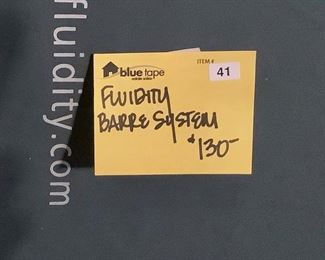 fluidity.com
blue tape
ITEM #
41
FLUIDITY
BARRE SYSTEM
$130-